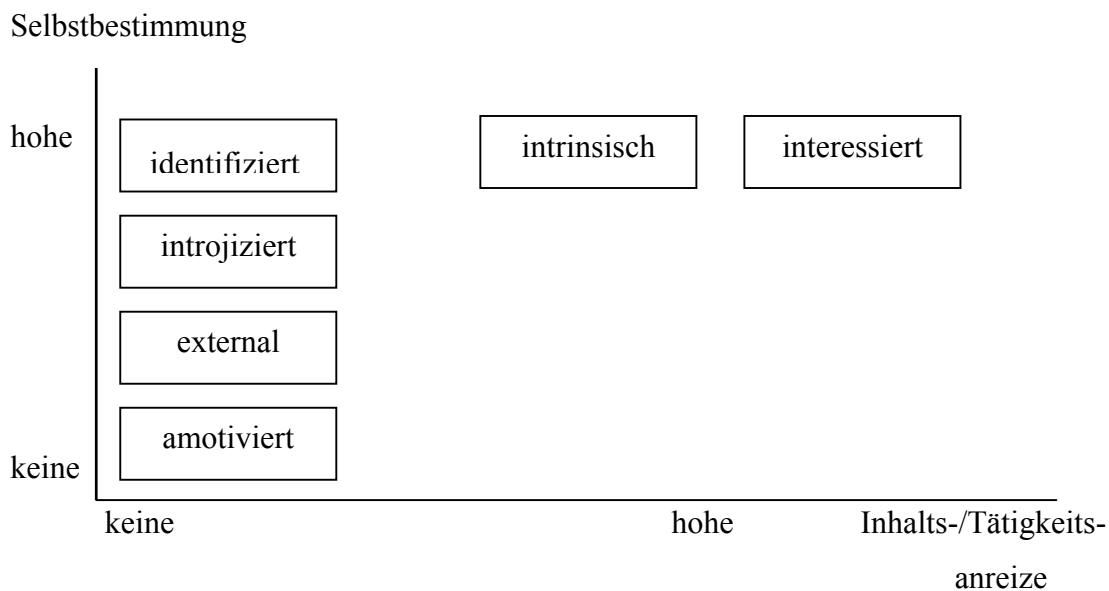 Selbstbestimmung
hohe
identifiziert
intrinsisch
interessiert
introjiziert
external
amotiviert
keine
keine
hohe
Inhalts-/Tätigkeits-
anreize